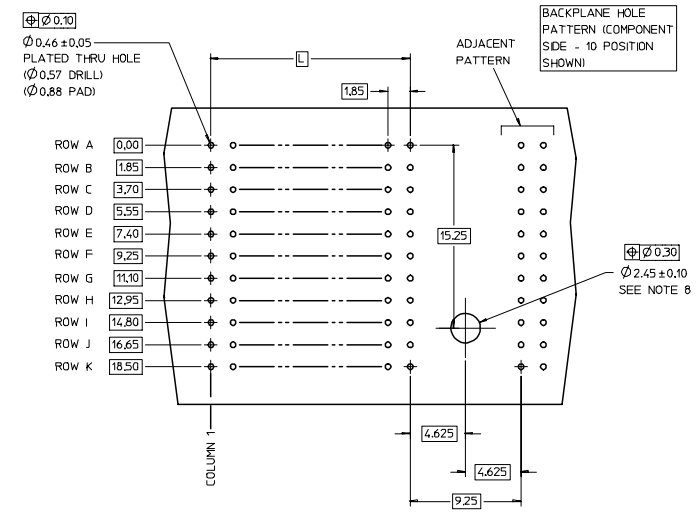 ⌖ Ø 0.10
Ø 0.46 ±0.05
PLATED THRU HOLE
(Ø 0.57 DRILL)
(Ø 0.88 PAD)
BACKPLANE HOLE
PATTERN (COMPONENT
SIDE - 10 POSITION
SHOWN)
ADJACENT
PATTERN
L
1.85
ROW A 0.00
ROW B 1.85
ROW C 3.70
ROW D 5.55
ROW E 7.40
ROW F 9.25
ROW G 11.10
ROW H 12.95
ROW I 14.80
ROW J 16.65
ROW K 18.50
15.25
⌖ Ø 0.30
Ø 2.45 ±0.10
SEE NOTE 8
COLUMN 1
4.625
4.625
9.25